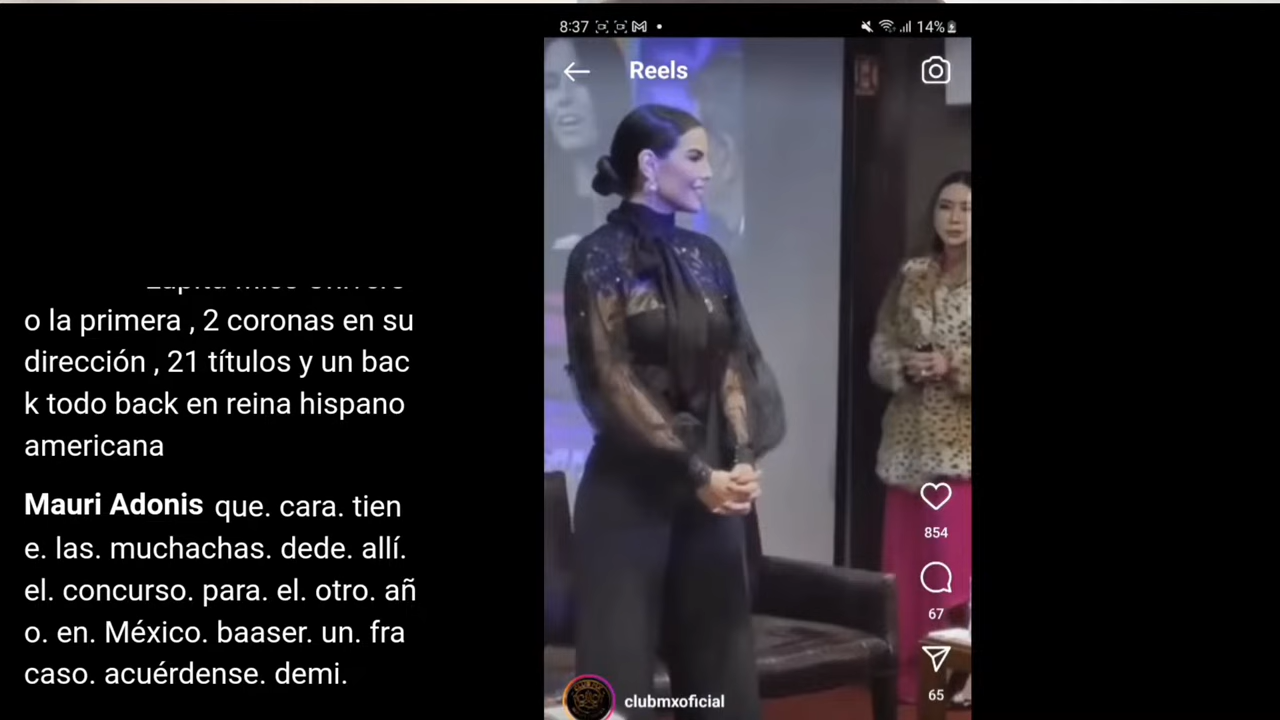 8:37
14%
Reels
o la primera , 2 coronas en su
dirección , 21 títulos y un bac
k todo back en reina hispano
americana
Mauri Adonis que. cara. tien
e. las. muchachas. dede. allí.
el. concurso. para. el. otro. añ
o. en. México. baaser. un. fra
caso. acuérdense. demi.
854
67
65
clubmxoficial